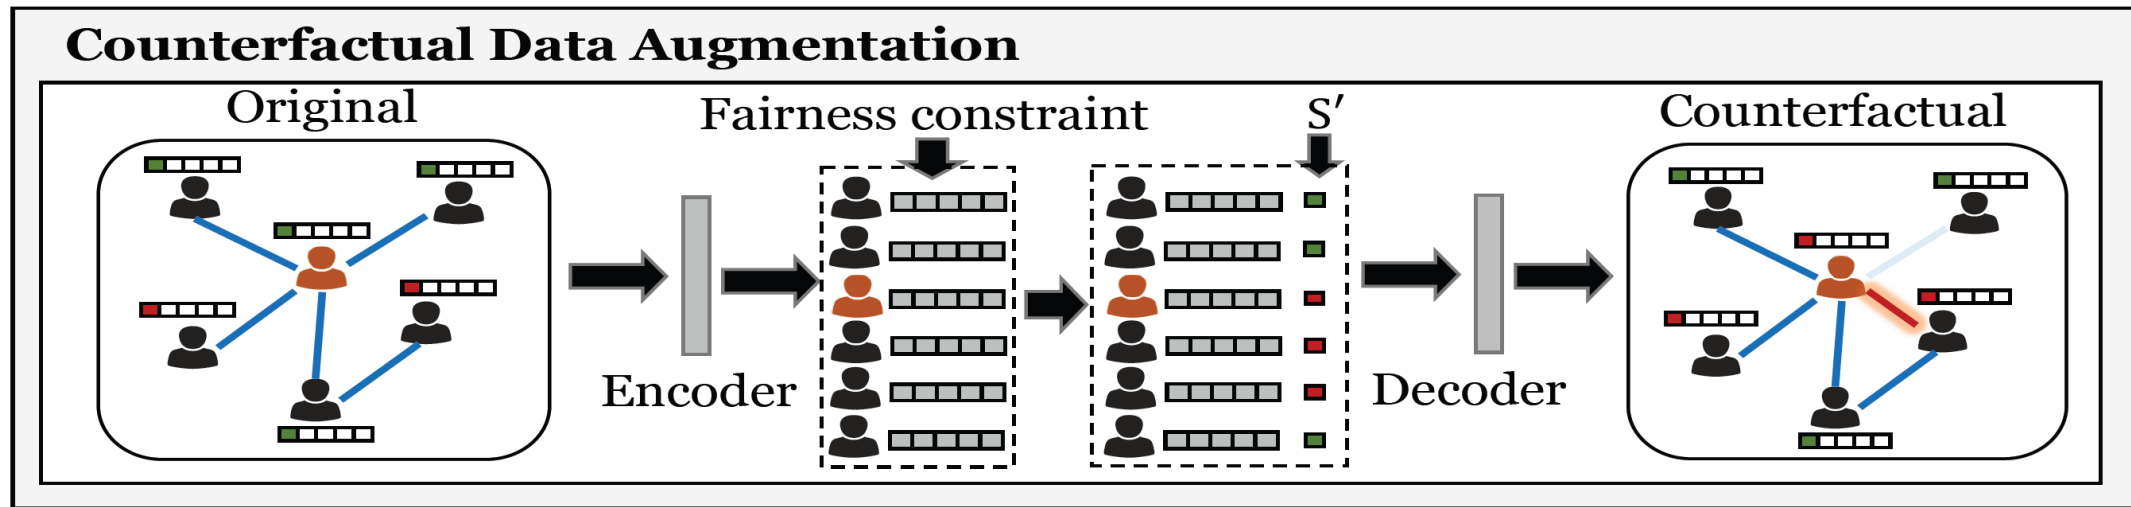 Counterfactual Data Augmentation
Original
Fairness constraint
S′
Counterfactual
Encoder
Decoder